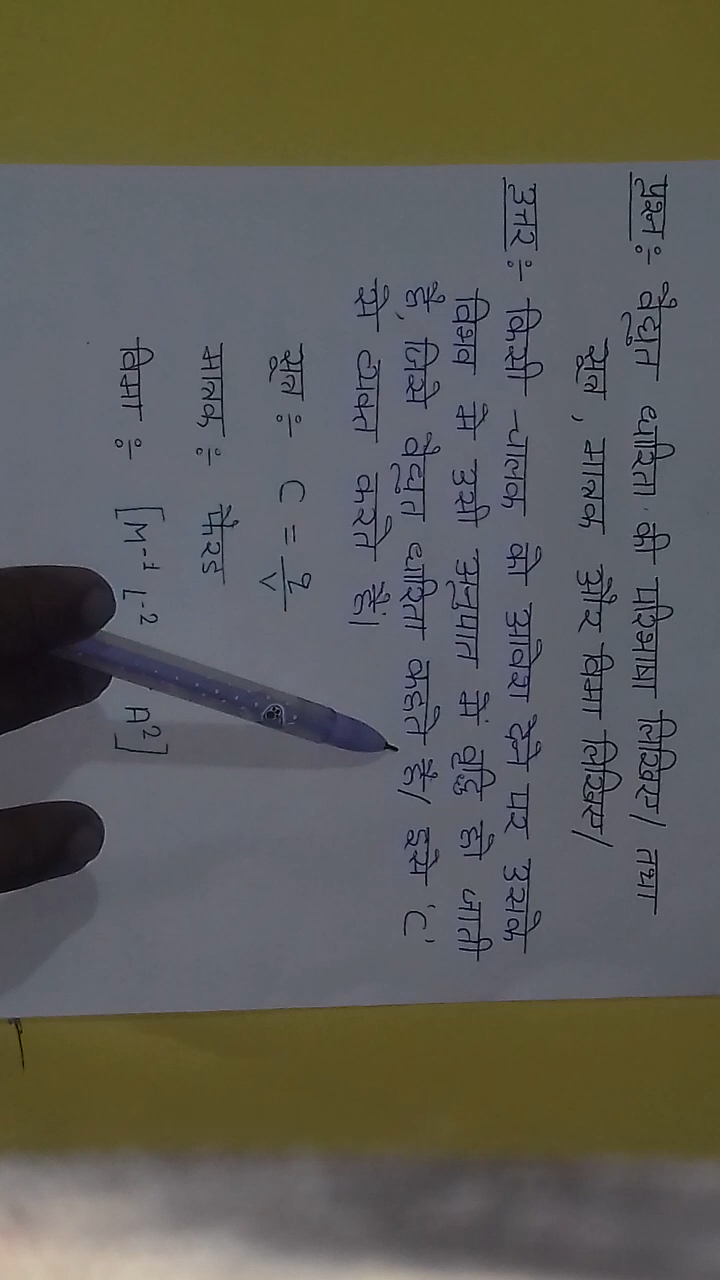 प्रश्न :- वैद्युत धारिता की परिभाषा लिखिए। तथा
सूत्र, मात्रक और विमा लिखिए।
उत्तर :- किसी चालक को आवेश देने पर उसके
विभव मे उसी अनुपात में वृद्धि हो जाती
है, जिसे वैद्युत धारिता कहते है। इसे 'C'
से व्यक्त करते हैं।
सूत्र :- C = q/V
मात्रक :- फैरड
विमा :- [M⁻¹ L⁻² A²]